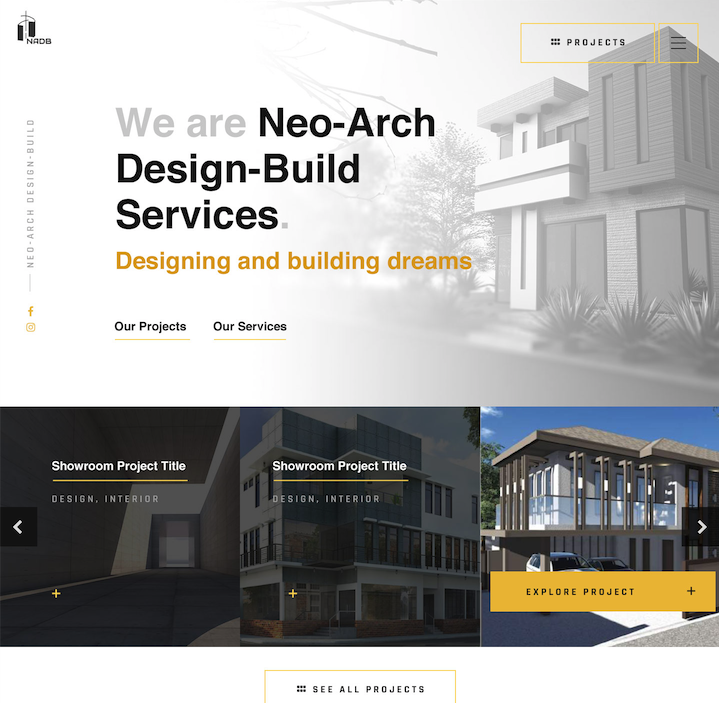 NADB
PROJECTS
NEO-ARCH DESIGN-BUILD
We are Neo-Arch
Design-Build
Services.
Designing and building dreams
Our Projects
Our Services
Showroom Project Title
DESIGN, INTERIOR
Showroom Project Title
DESIGN, INTERIOR
EXPLORE PROJECT +
SEE ALL PROJECTS